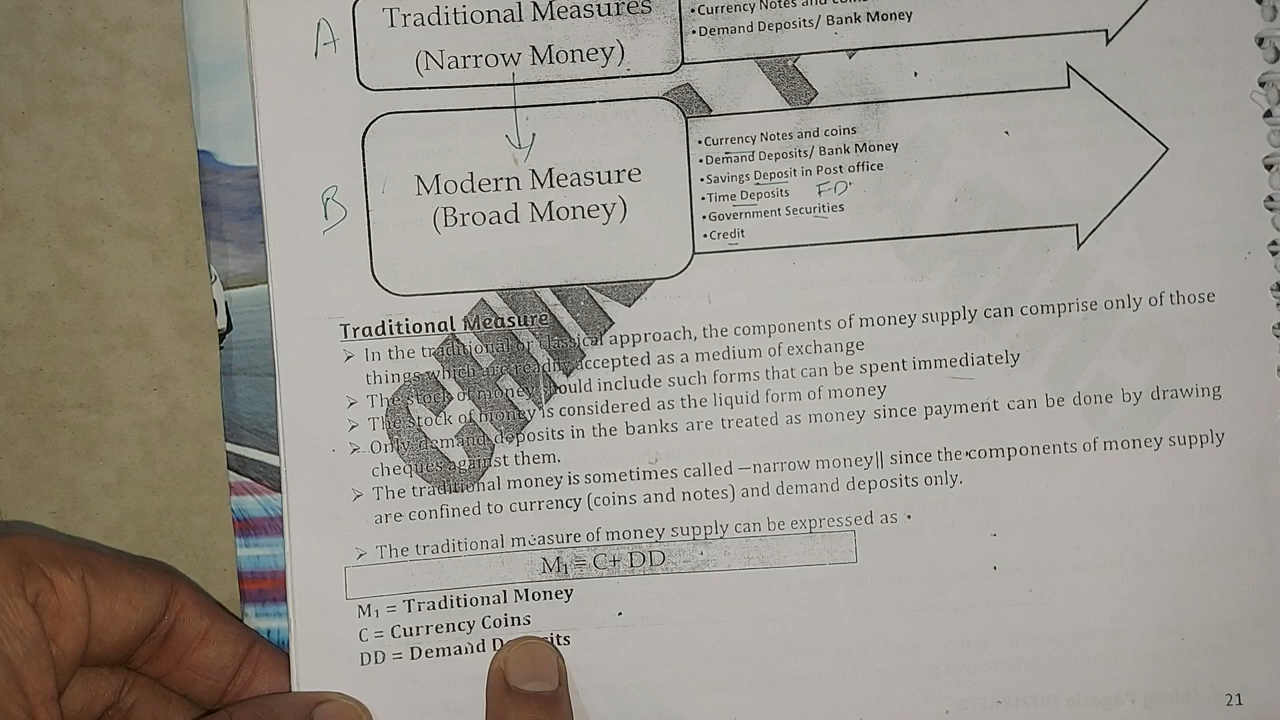 A
Traditional Measures
(Narrow Money)
•Currency Notes and
•Demand Deposits/ Bank Money
B
Modern Measure
(Broad Money)
•Currency Notes and coins
•Demand Deposits/ Bank Money
•Savings Deposit in Post office
•Time Deposits FD
•Government Securities
•Credit
Traditional Measure
➢ In the traditional or classical approach, the components of money supply can comprise only of those
things which are readily accepted as a medium of exchange
➢ The stock of money should include such forms that can be spent immediately
➢ The stock of money is considered as the liquid form of money
➢ Only demand deposits in the banks are treated as money since payment can be done by drawing
cheques against them.
➢ The traditional money is sometimes called ―narrow money‖ since the components of money supply
are confined to currency (coins and notes) and demand deposits only.
➢ The traditional measure of money supply can be expressed as
M₁ = C+ DD
M₁ = Traditional Money
C = Currency Coins
DD = Demand
21